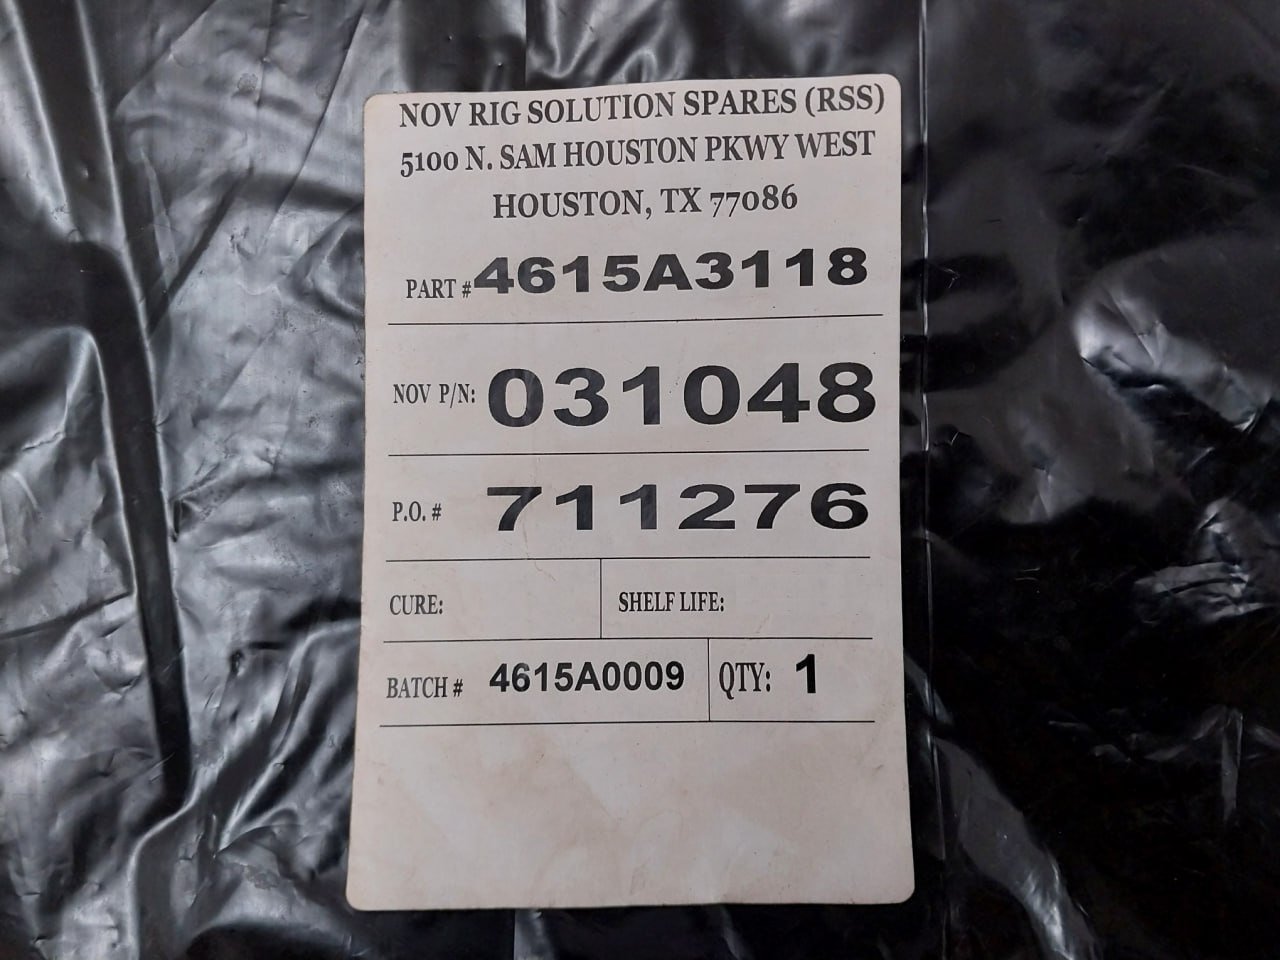 NOV RIG SOLUTION SPARES (RSS)
5100 N. SAM HOUSTON PKWY WEST
HOUSTON, TX 77086
PART # 4615A3118
NOV P/N: 031048
P.O. # 711276
CURE: SHELF LIFE:
BATCH # 4615A0009 QTY: 1